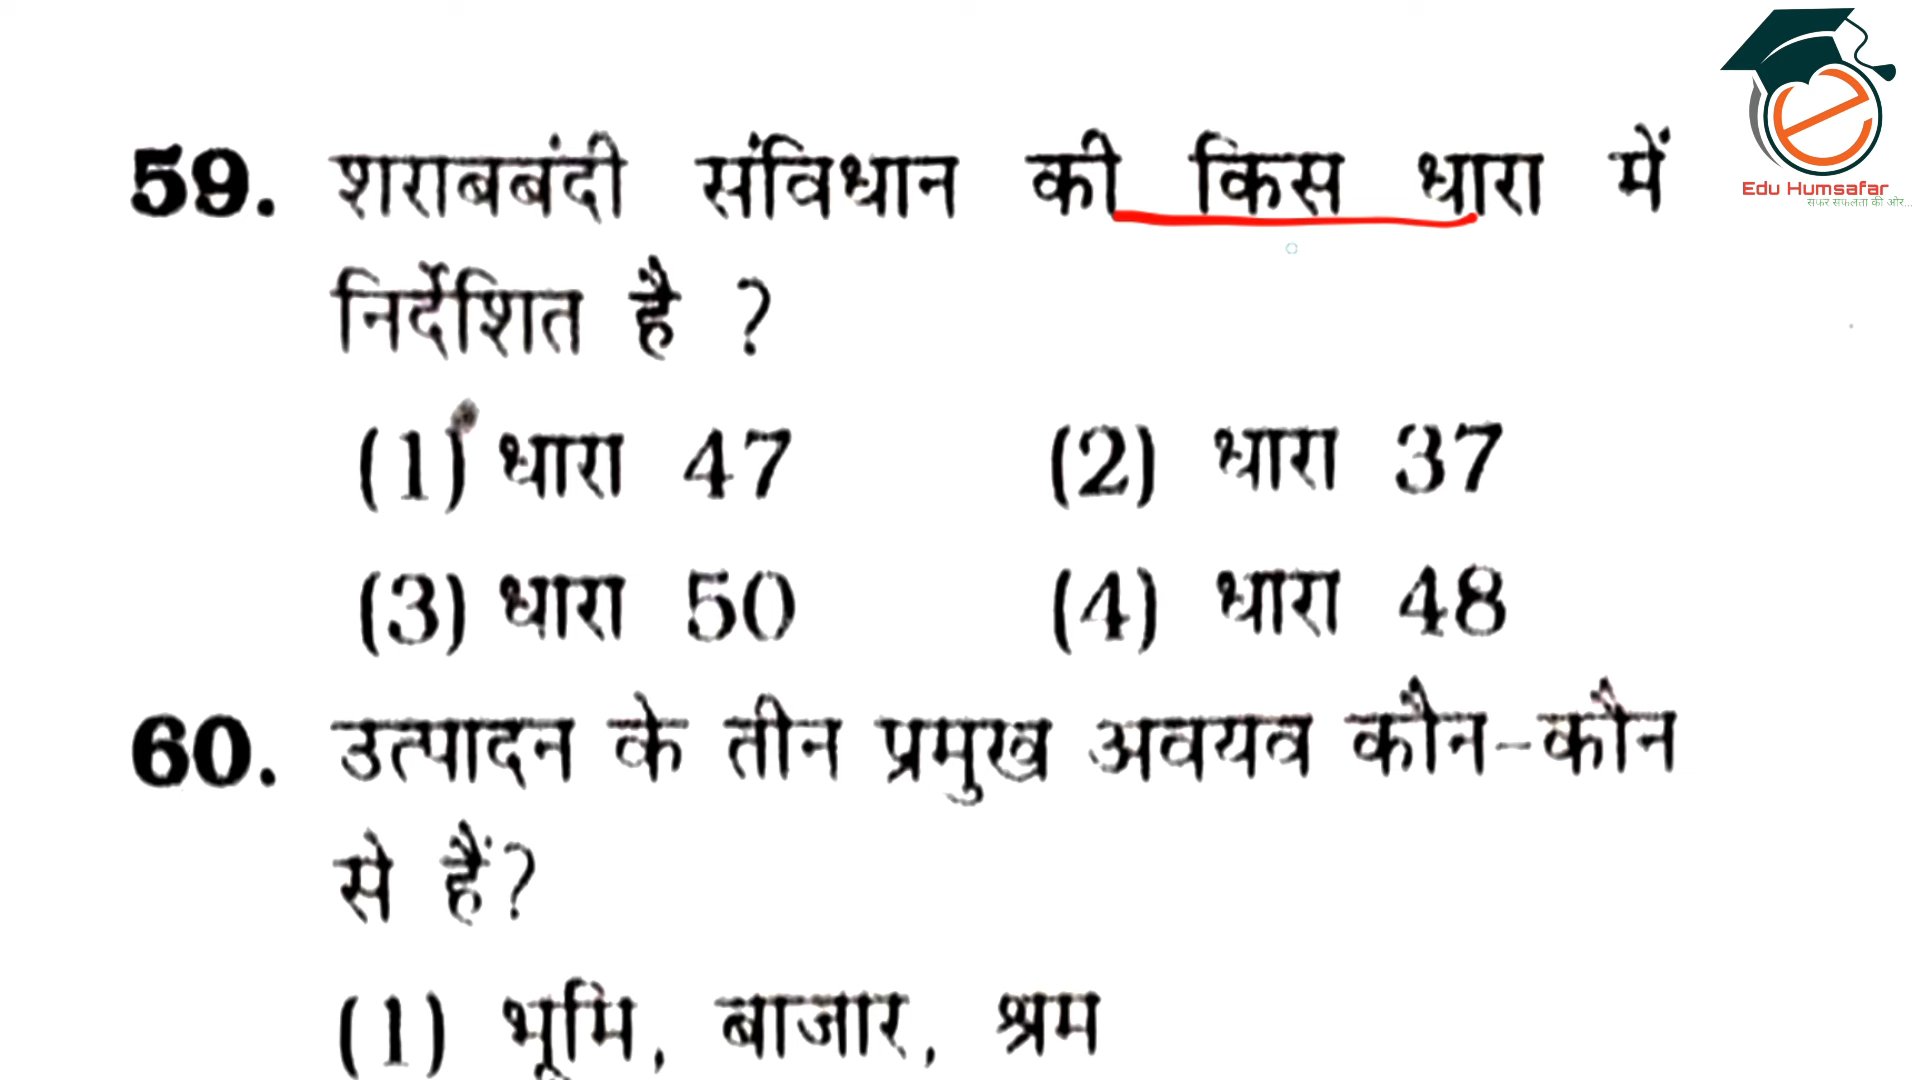 Edu Humsafar
सफर सफलता की ओर...
59. शराबबंदी संविधान की किस धारा में
निर्देशित है ?
(1) धारा 47 (2) धारा 37
(3) धारा 50 (4) धारा 48
60. उत्पादन के तीन प्रमुख अवयव कौन-कौन
से हैं?
(1) भूमि, बाजार, श्रम